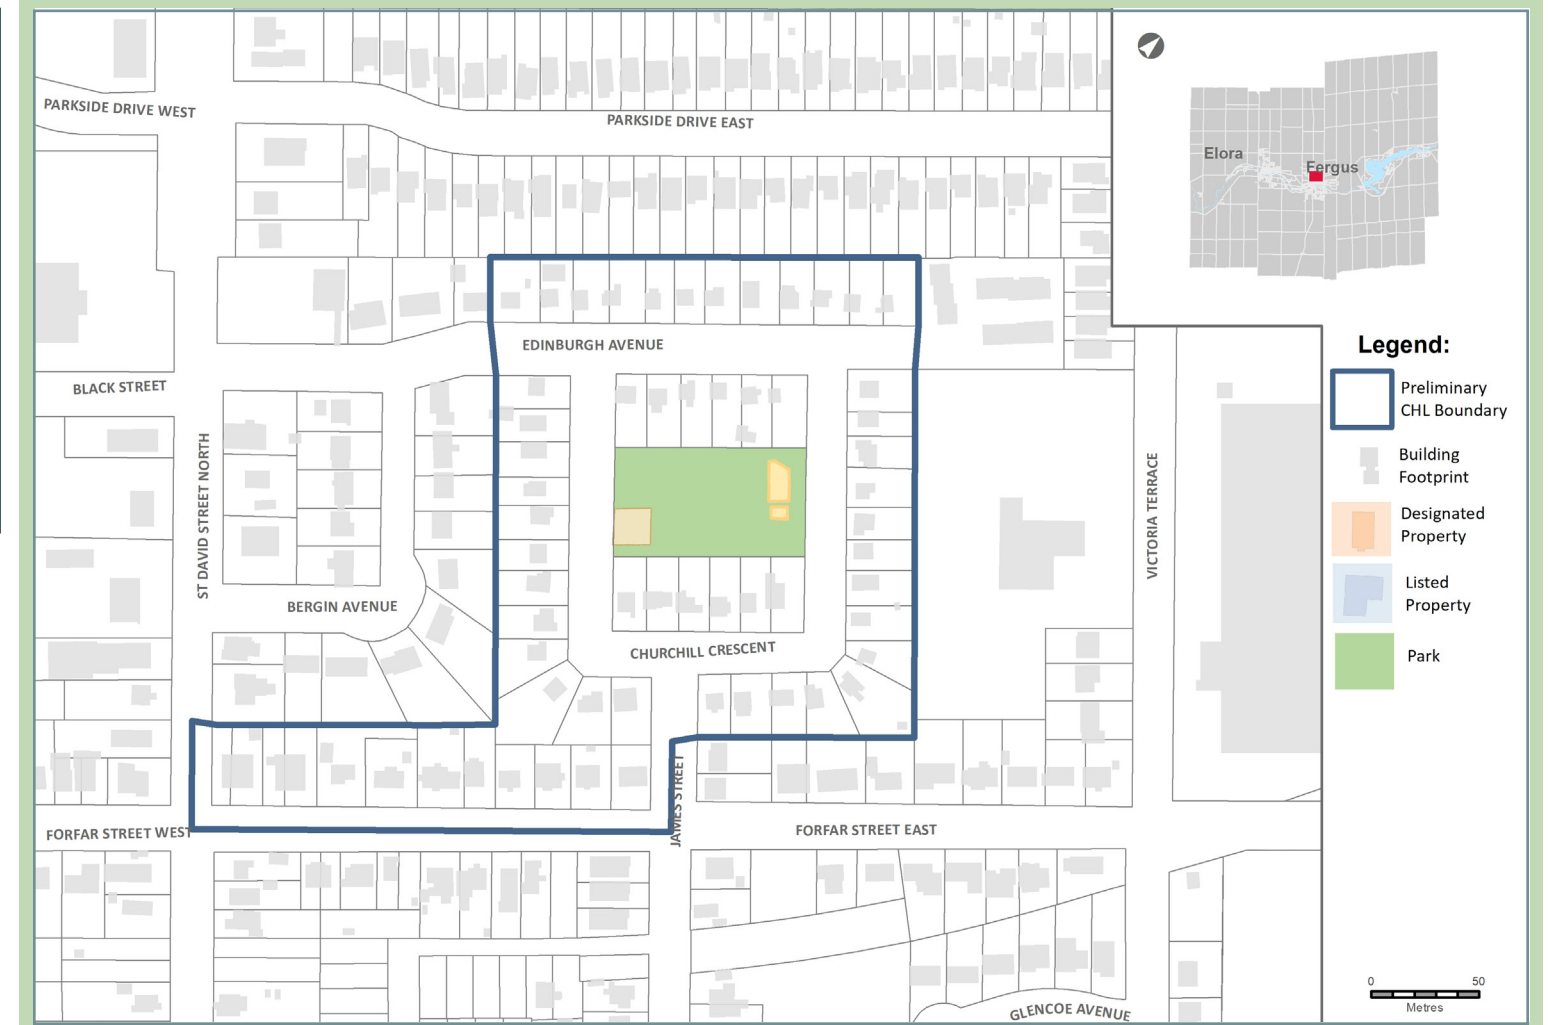 PARKSIDE DRIVE WEST
PARKSIDE DRIVE EAST
Elora
Fergus
EDINBURGH AVENUE
BLACK STREET
ST DAVID STREET NORTH
BERGIN AVENUE
CHURCHILL CRESCENT
VICTORIA TERRACE
JAMES STREET
FORFAR STREET WEST
FORFAR STREET EAST
GLENCOE AVENUE
Legend:
Preliminary
CHL Boundary
Building
Footprint
Designated
Property
Listed
Property
Park
0 50
Metres